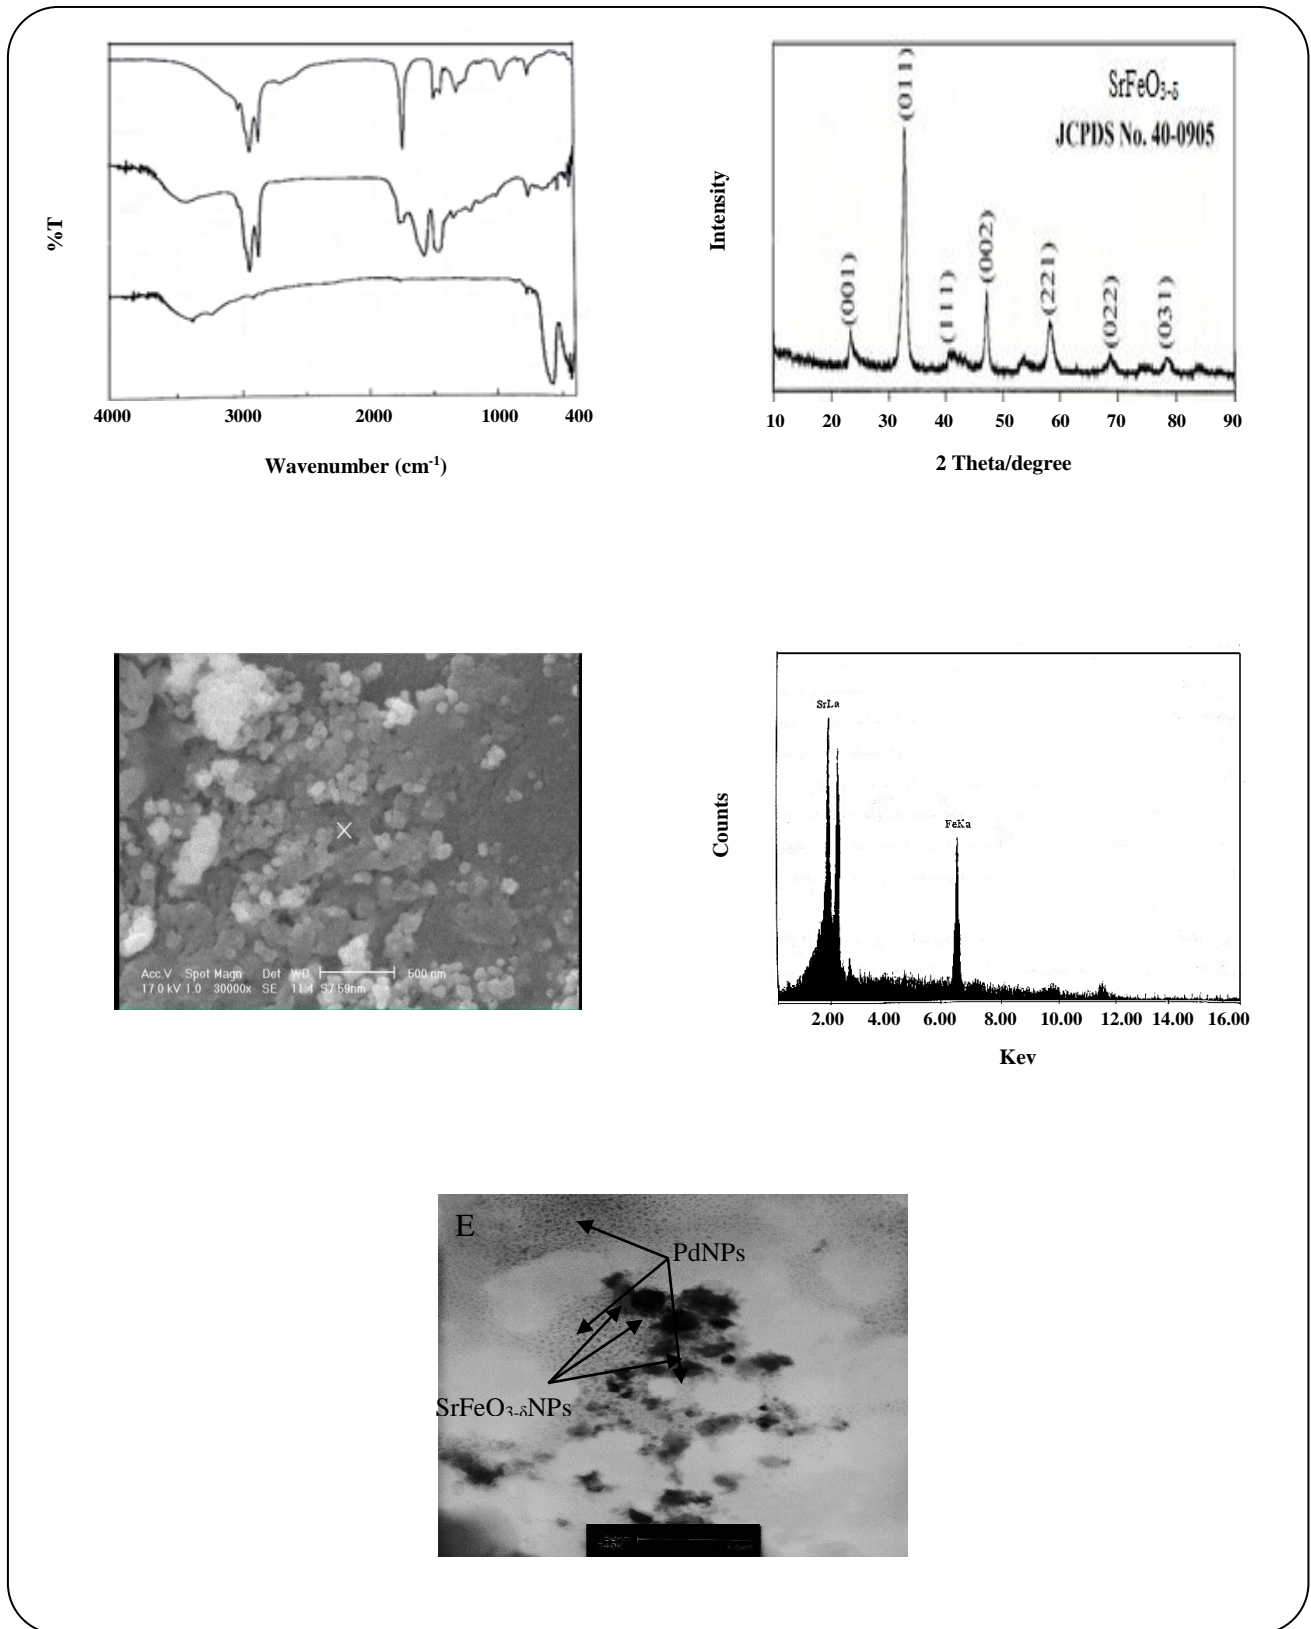 %T
4000 3000 2000 1000 400
Wavenumber (cm-1)
Intensity
(001)
(011)
(111)
(002)
(221)
(022)
(031)
SrFeO3-δ
JCPDS No. 40-0905
10 20 30 40 50 60 70 80 90
2 Theta/degree
Acc.V Spot Magn Det WD 500 nm
17.0 kV 1.0 30000x SE 11.4 S7 59nm
Counts
SrLa
FeKa
2.00 4.00 6.00 8.00 10.00 12.00 14.00 16.00
Kev
E
PdNPs
SrFeO3-δNPs